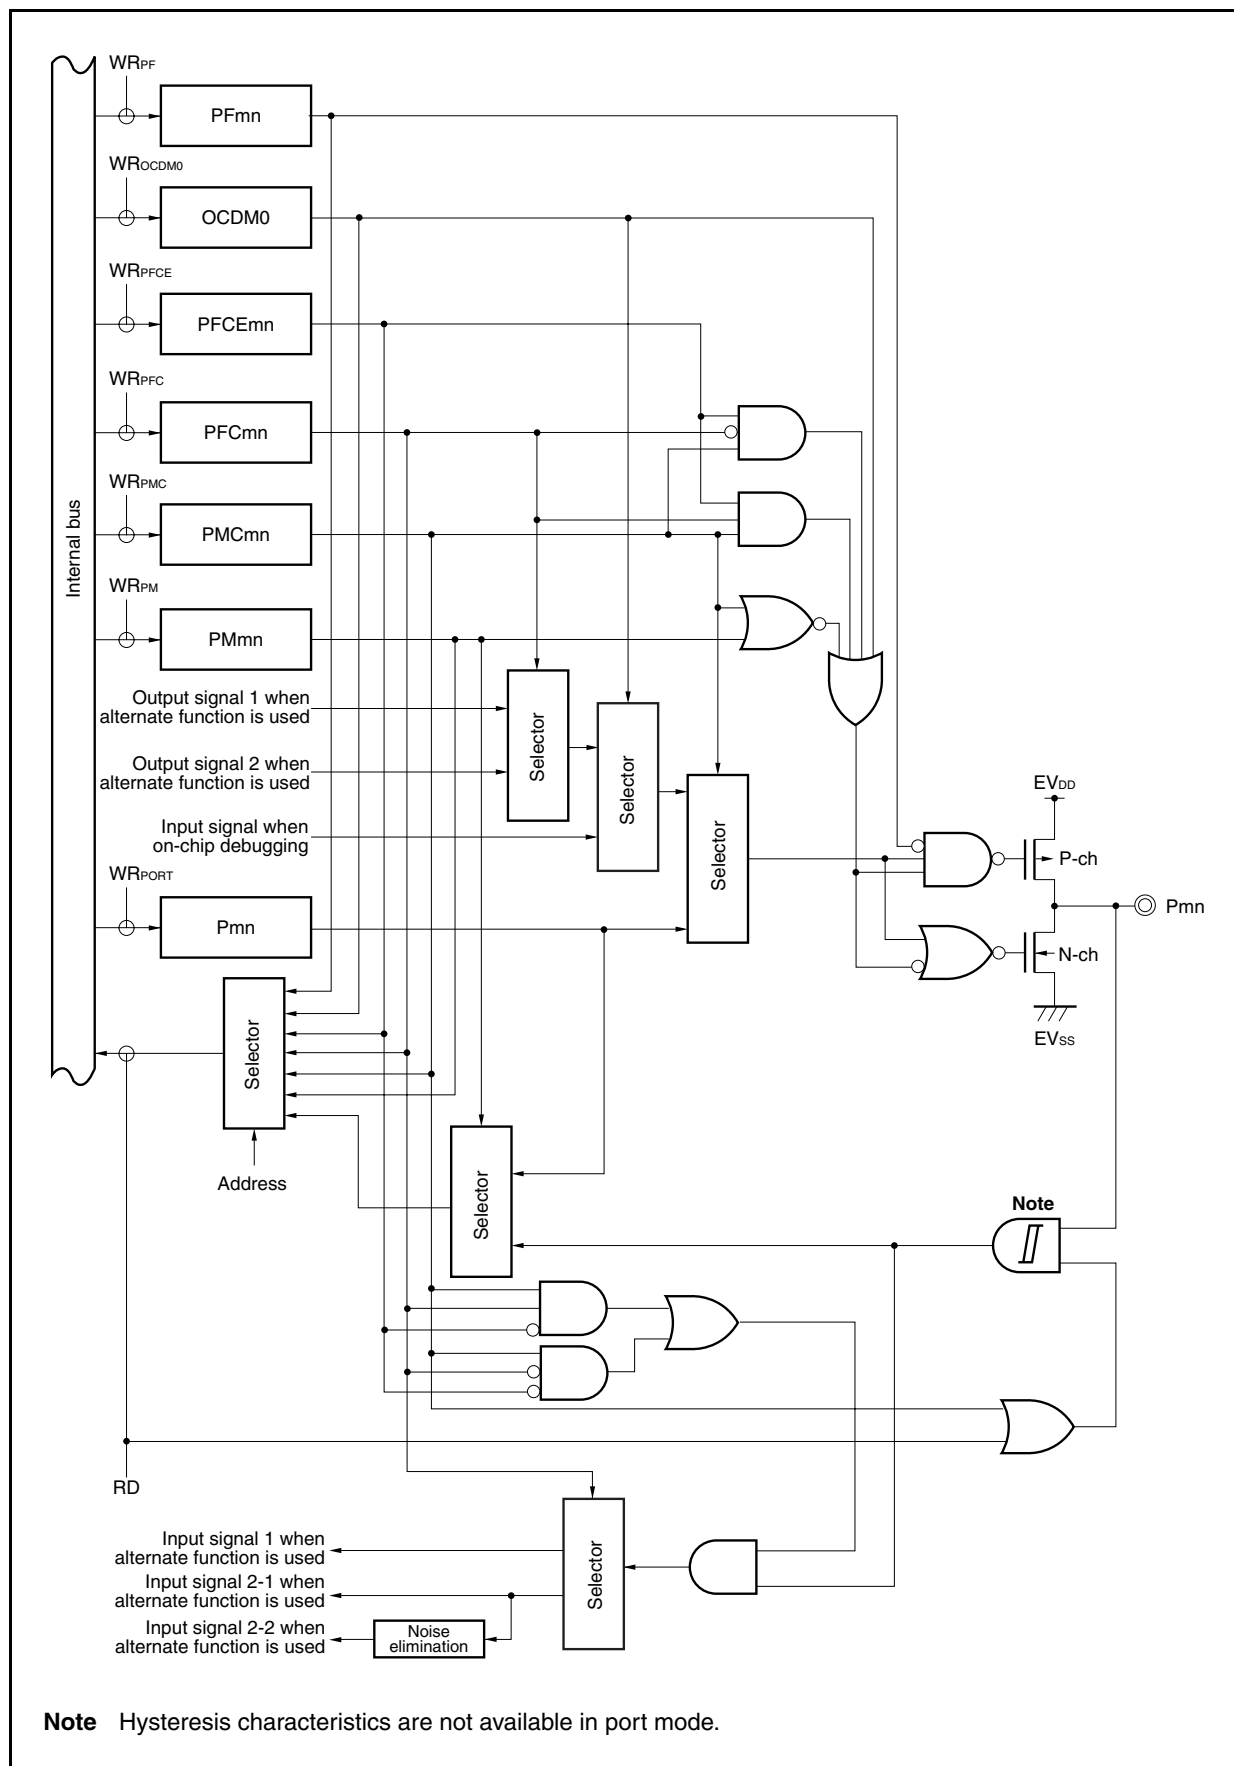 WRPF
PFmn
WROCDM0
OCDM0
WRPFCE
PFCEmn
WRPFC
PFCmn
WRPMC
PMCmn
Internal bus
WRPM
PMmn
Output signal 1 when
alternate function is used
Selector
Output signal 2 when
alternate function is used
Selector
Input signal when
on-chip debugging
Selector
EVDD
P-ch
WRPORT
Pmn
Pmn
N-ch
EVSS
Selector
Address
Selector
Note
RD
Selector
Input signal 1 when
alternate function is used
Input signal 2-1 when
alternate function is used
Input signal 2-2 when
alternate function is used
Noise
elimination
Note Hysteresis characteristics are not available in port mode.